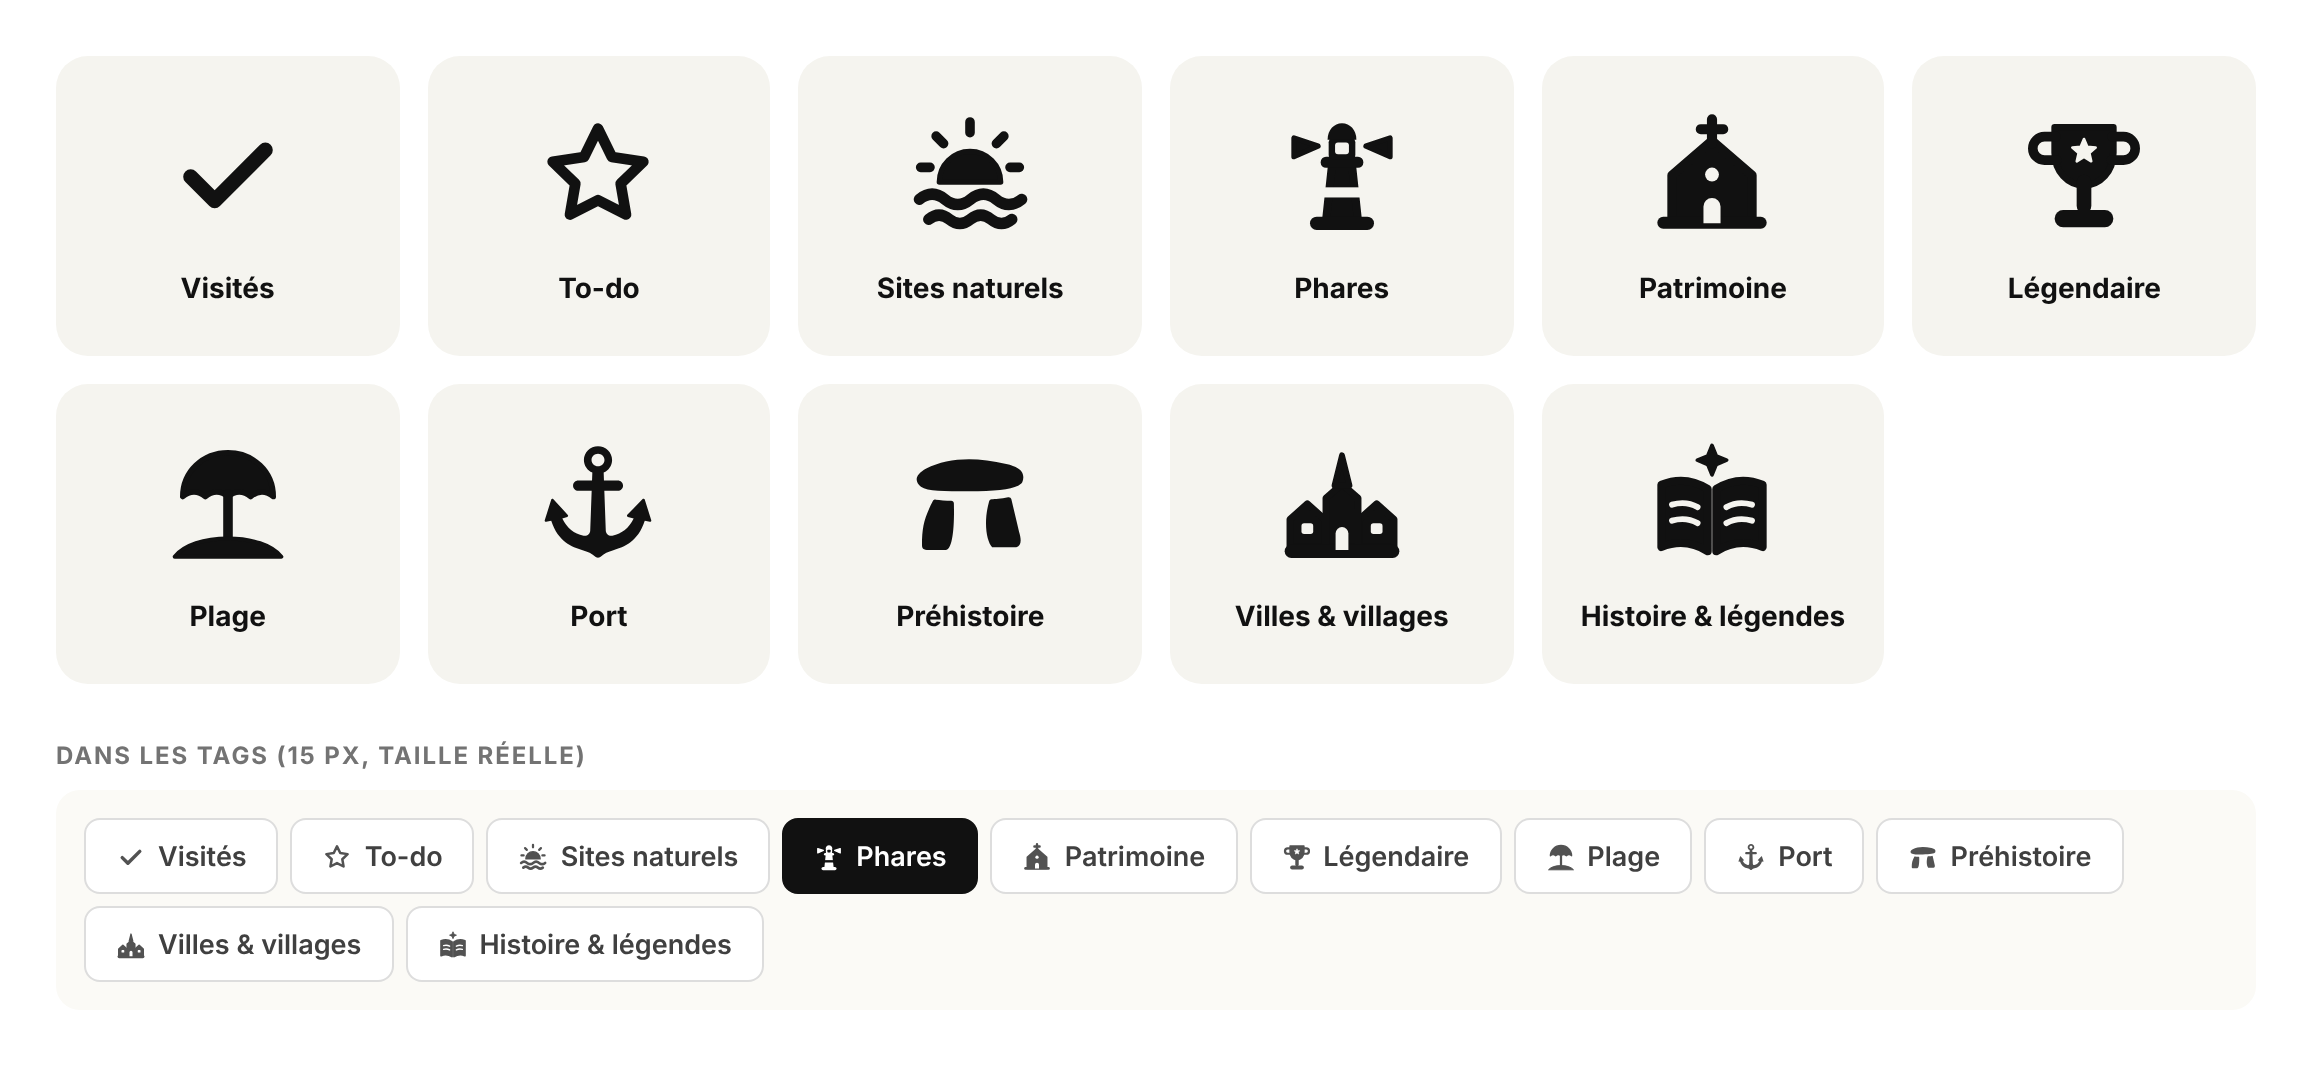 Visités
To-do
Sites naturels
Phares
Patrimoine
Légendaire
Plage
Port
Préhistoire
Villes & villages
Histoire & légendes
DANS LES TAGS (15 PX, TAILLE RÉELLE)
Visités
To-do
Sites naturels
Phares
Patrimoine
Légendaire
Plage
Port
Préhistoire
Villes & villages
Histoire & légendes